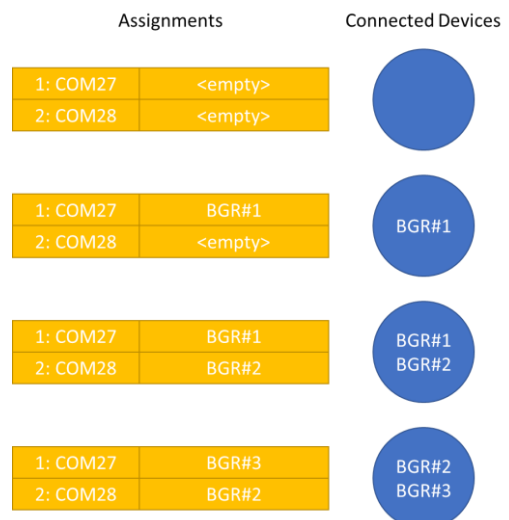 Assignments Connected Devices
1: COM27 <empty>
2: COM28 <empty>
1: COM27 BGR#1
2: COM28 <empty>
BGR#1
1: COM27 BGR#1
2: COM28 BGR#2
BGR#1
BGR#2
1: COM27 BGR#3
2: COM28 BGR#2
BGR#2
BGR#3